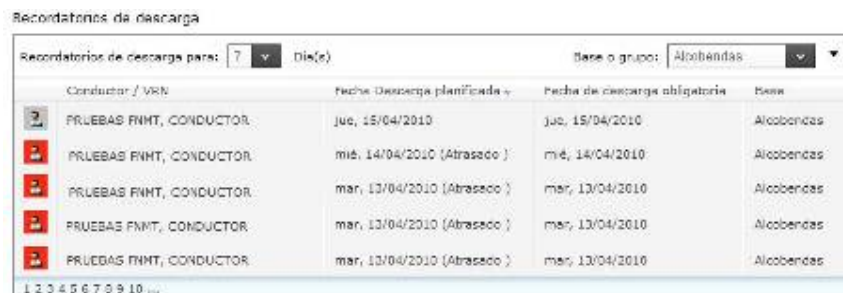 Recordatorios de descarga
Recordatorios de descarga para: 7 Día(s) Base o grupo: Alcobendas
Conductor / VRN Fecha Descarga planificada Fecha de descarga obligatoria Base
PRUEBAS FNMT, CONDUCTOR jue, 15/04/2010 jue, 15/04/2010 Alcobendas
PRUEBAS FNMT, CONDUCTOR mié, 14/04/2010 (Atrasado ) mié, 14/04/2010 Alcobendas
PRUEBAS FNMT, CONDUCTOR mar, 13/04/2010 (Atrasado ) mar, 13/04/2010 Alcobendas
PRUEBAS FNMT, CONDUCTOR mar, 13/04/2010 (Atrasado ) mar, 13/04/2010 Alcobendas
PRUEBAS FNMT, CONDUCTOR mar, 13/04/2010 (Atrasado ) mar, 13/04/2010 Alcobendas
1 2 3 4 5 6 7 8 9 10 ...